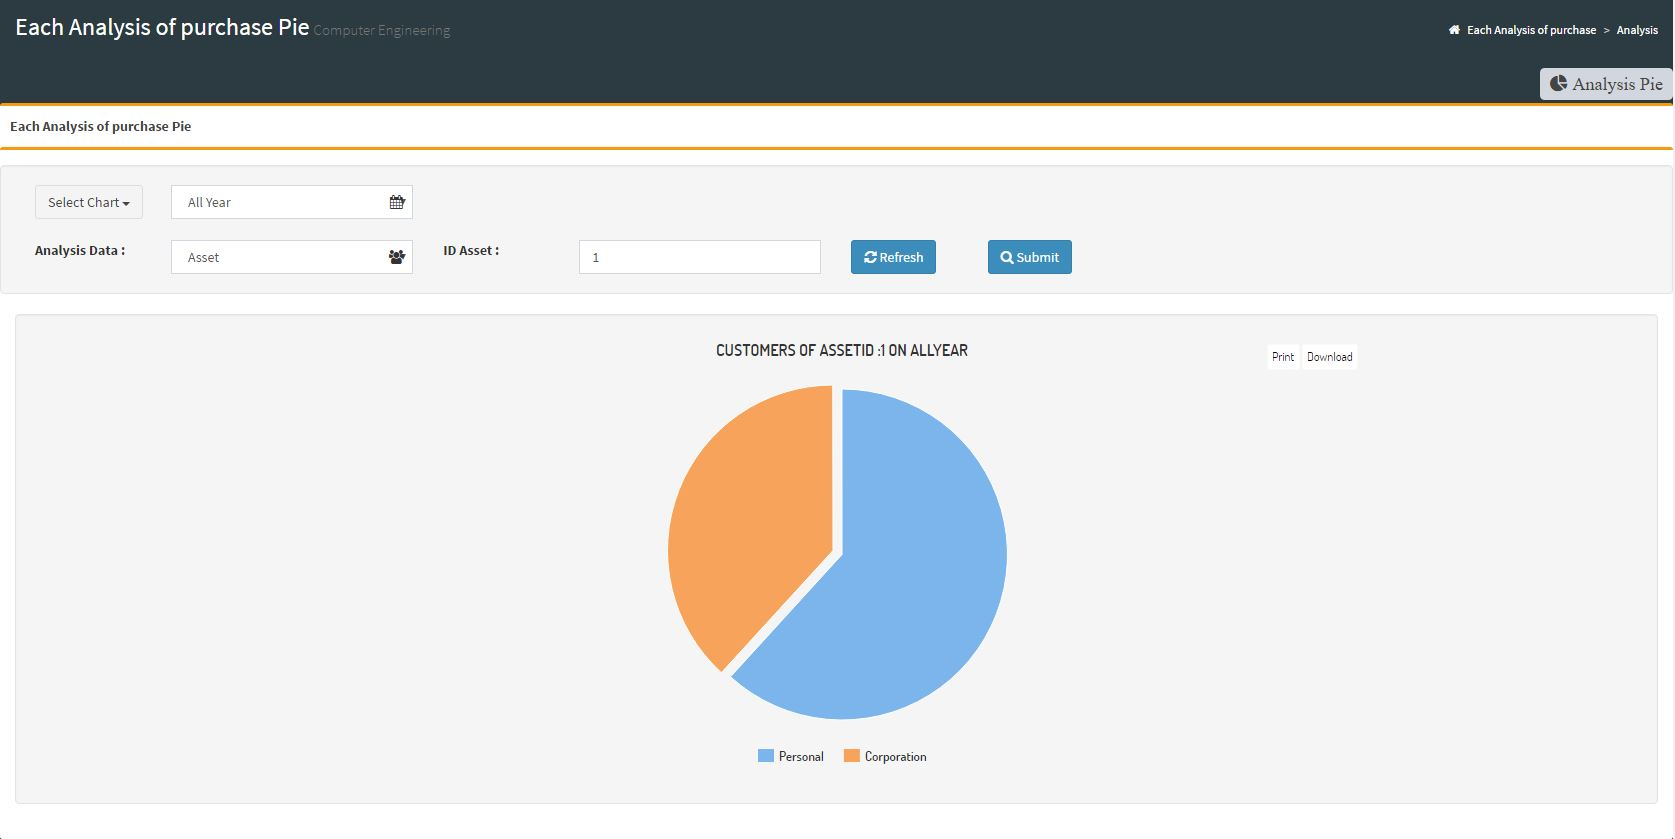 Each Analysis of purchase Pie Computer Engineering
Each Analysis of purchase > Analysis
Analysis Pie
Each Analysis of purchase Pie
Select Chart All Year
Analysis Data : Asset ID Asset : 1 Refresh Submit
CUSTOMERS OF ASSETID :1 ON ALLYEAR
Print Download
Personal Corporation